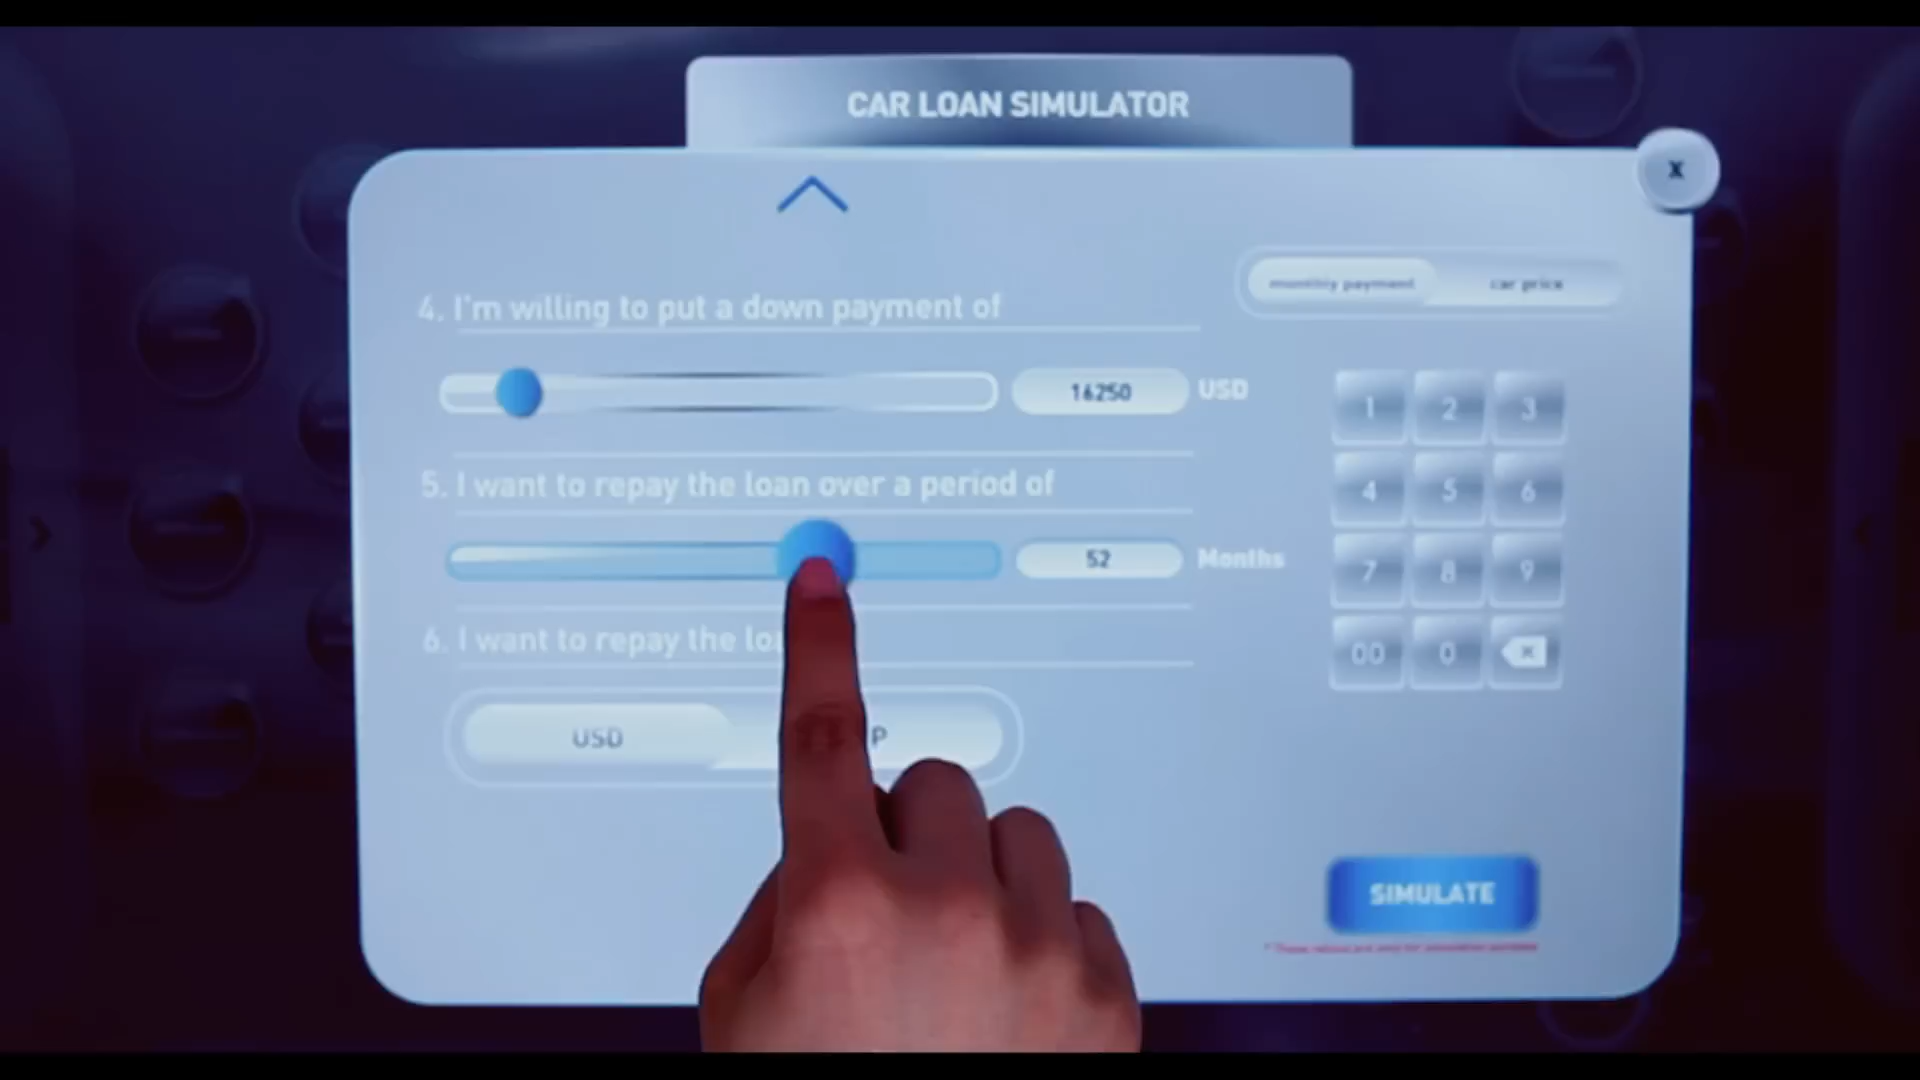 CAR LOAN SIMULATOR
X
monthly payment
car price
4. I'm willing to put a down payment of
16250 USD
5. I want to repay the loan over a period of
52 Months
6. I want to repay the
USD
P
1 2 3
4 5 6
7 8 9
00 0 x
SIMULATE